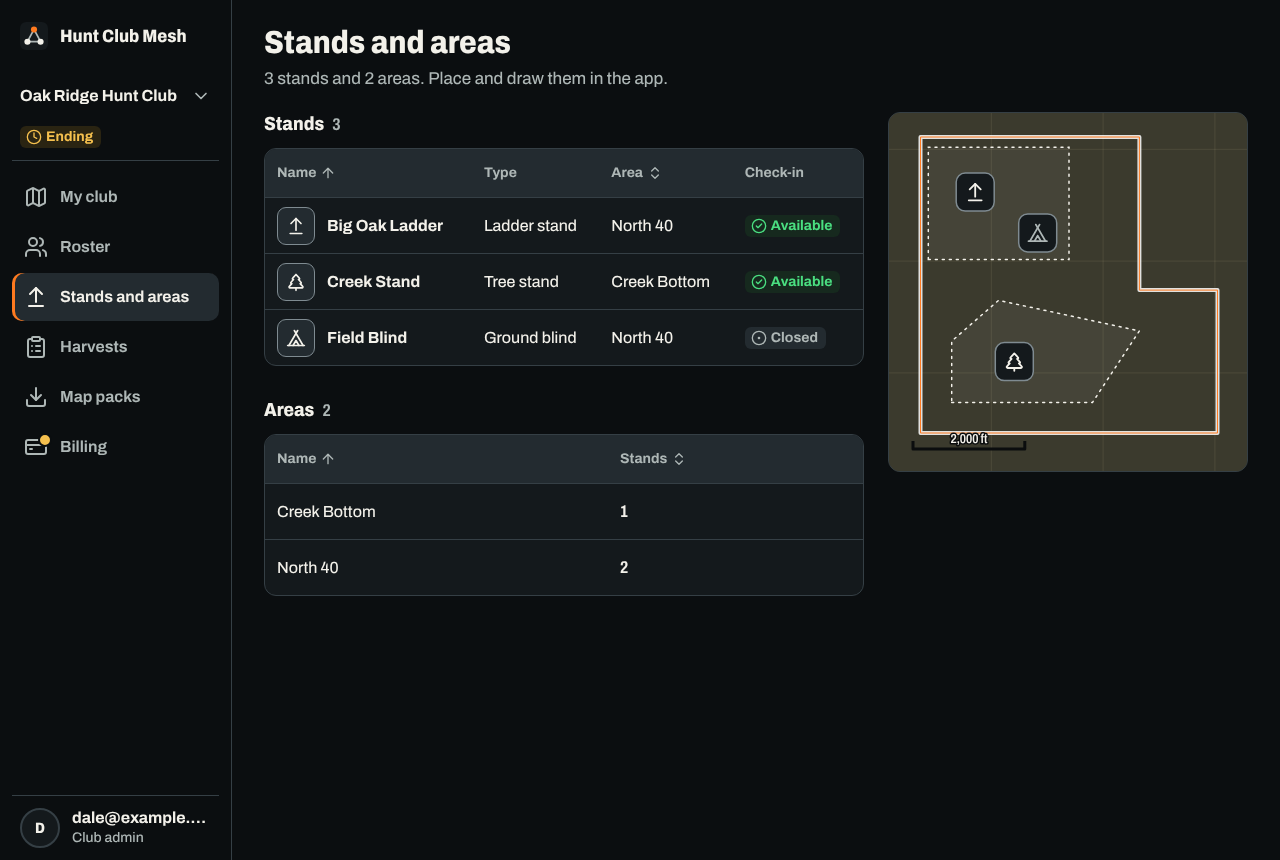 Hunt Club Mesh
Oak Ridge Hunt Club
Ending
My club
Roster
Stands and areas
Harvests
Map packs
Billing
D
dale@example....
Club admin
Stands and areas
3 stands and 2 areas. Place and draw them in the app.
Stands 3
Name Type Area Check-in
Big Oak Ladder Ladder stand North 40 Available
Creek Stand Tree stand Creek Bottom Available
Field Blind Ground blind North 40 Closed
Areas 2
Name Stands
Creek Bottom 1
North 40 2
2,000 ft